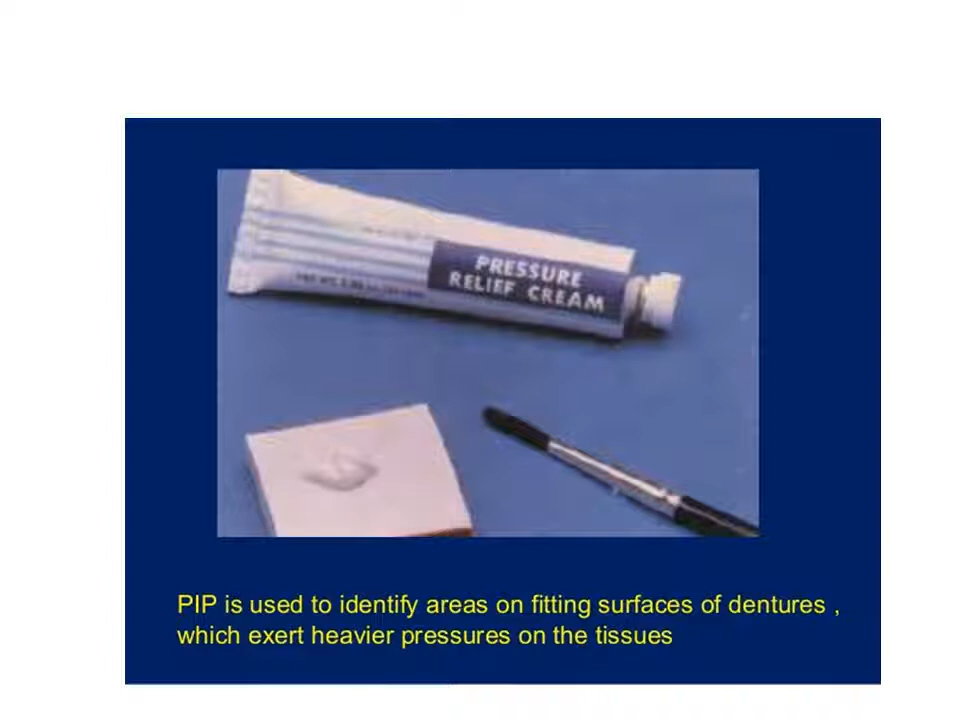 PRESSURE
RELIEF CREAM
PIP is used to identify areas on fitting surfaces of dentures ,
which exert heavier pressures on the tissues